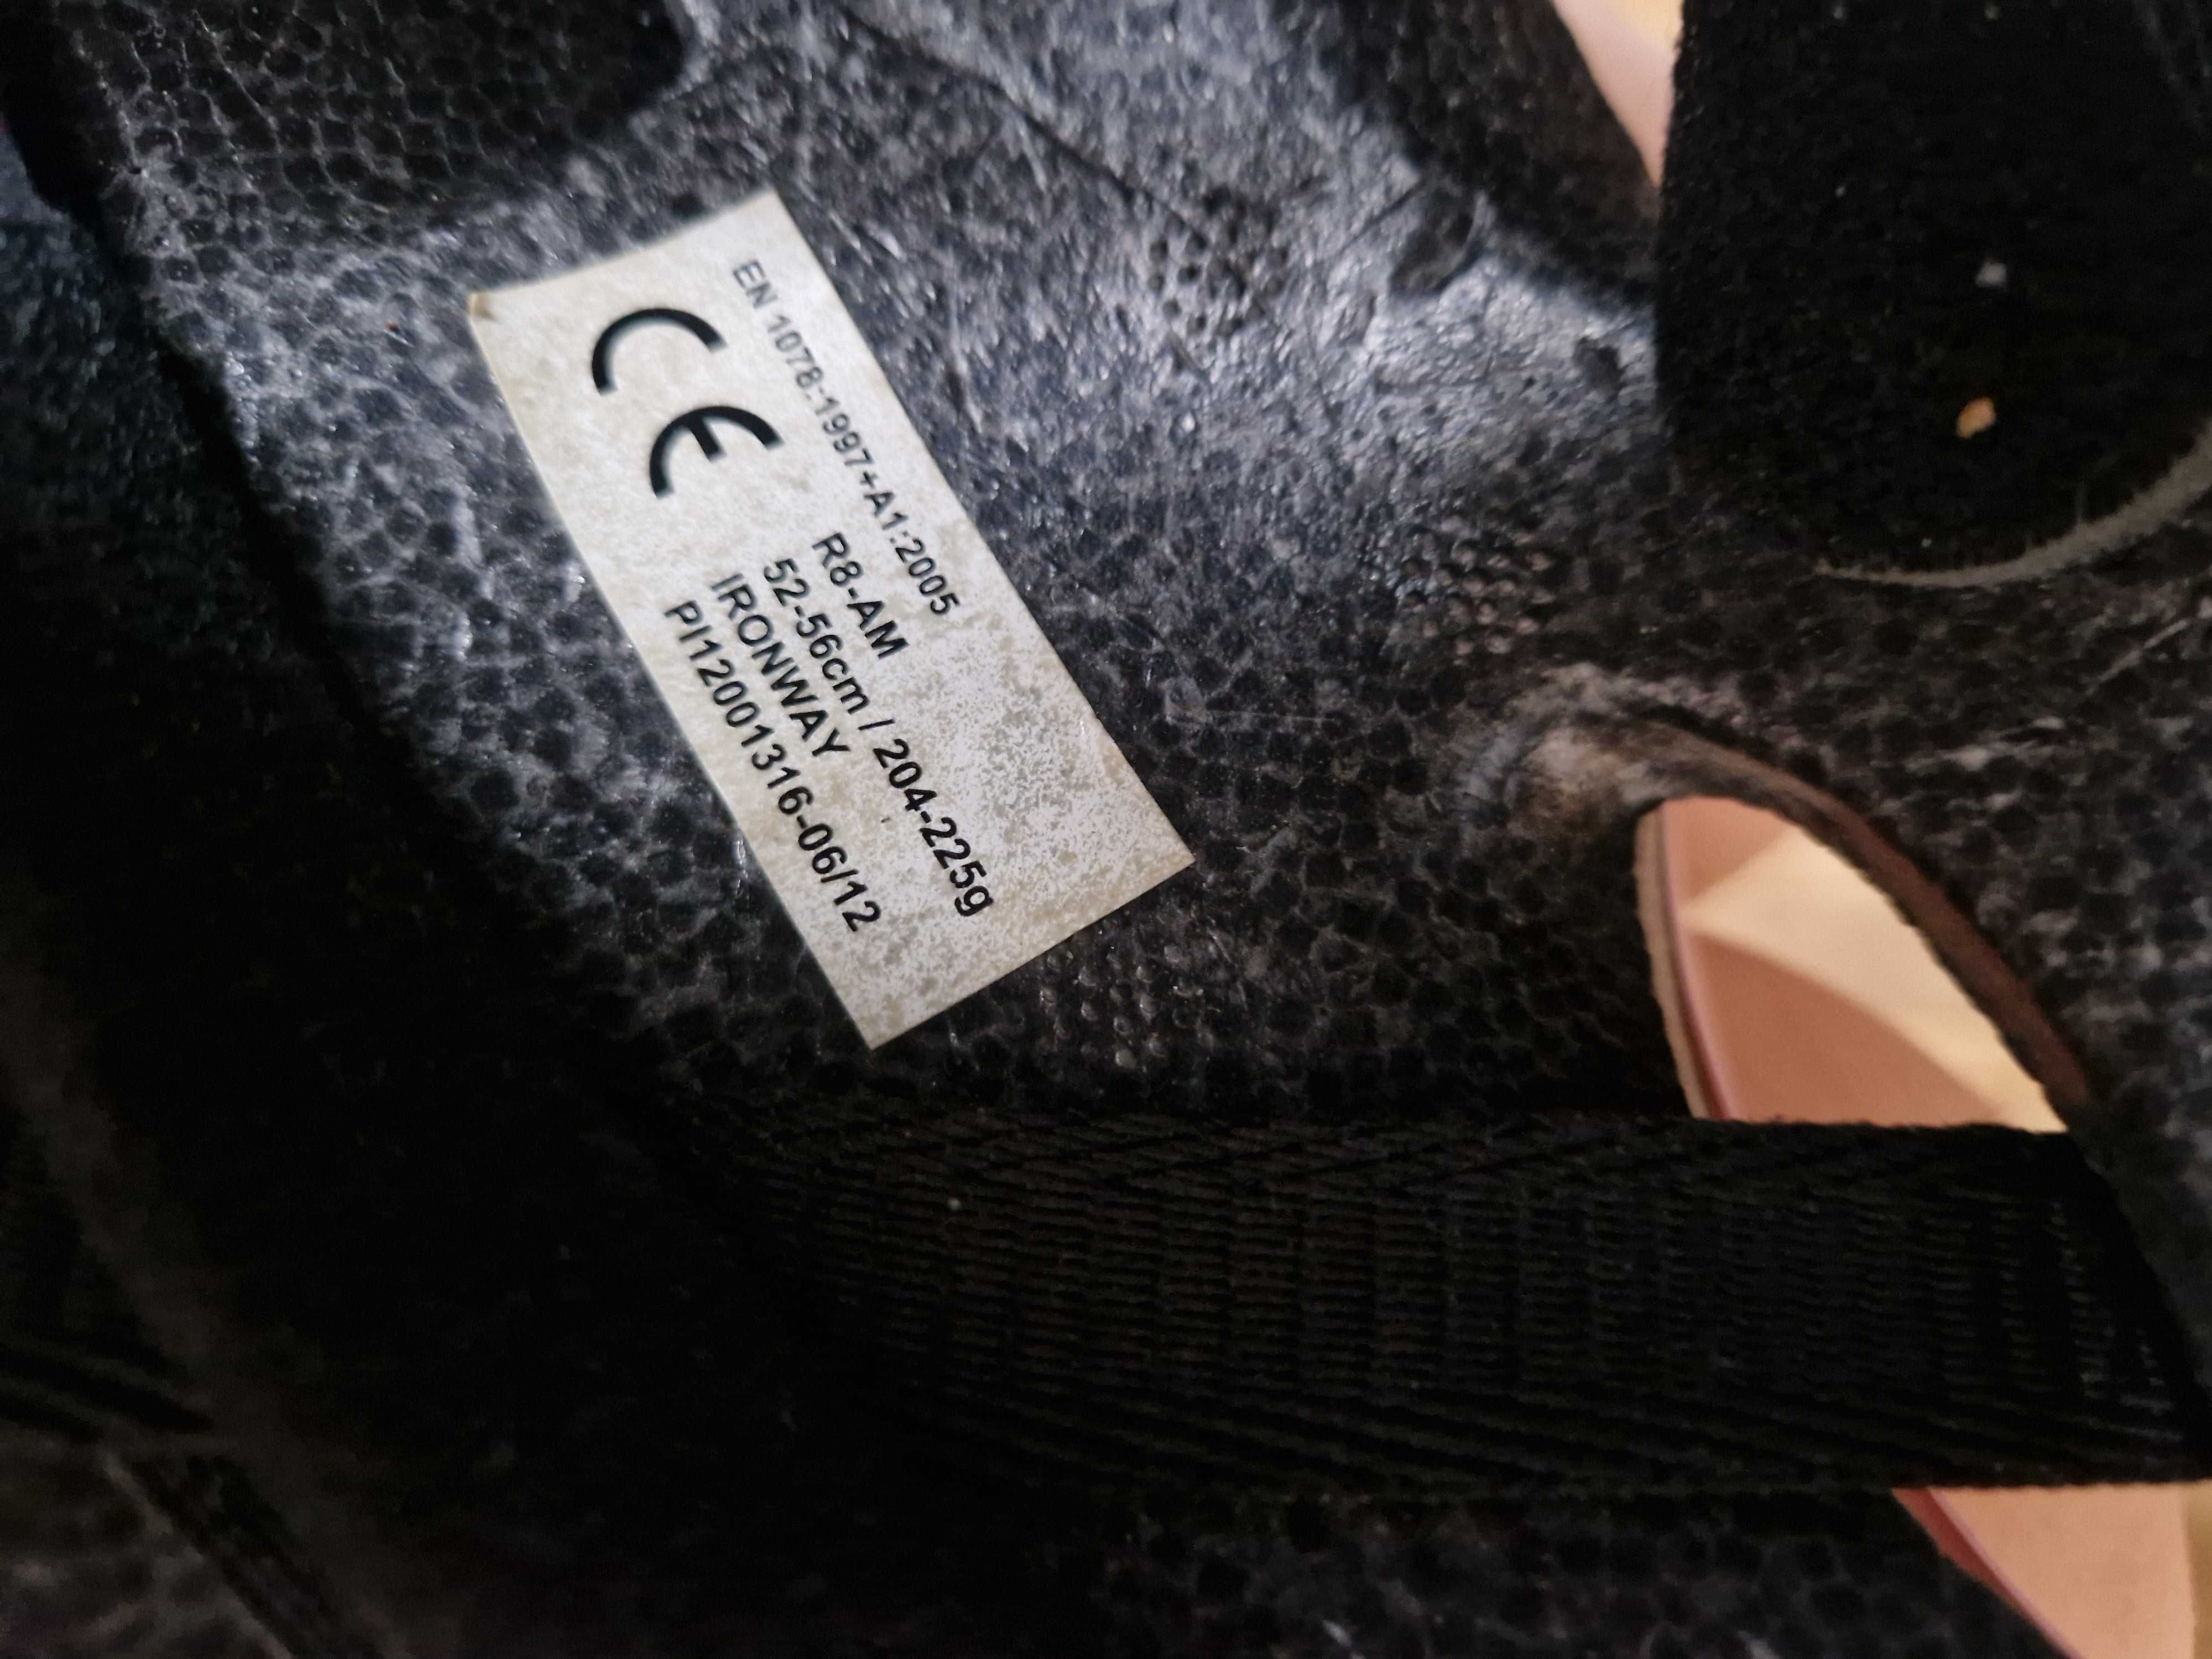 EN 1078:1997+A1:2005
CE
R8-AM
52-56cm / 204-225g
IRONWAY
PI12001316-06/12